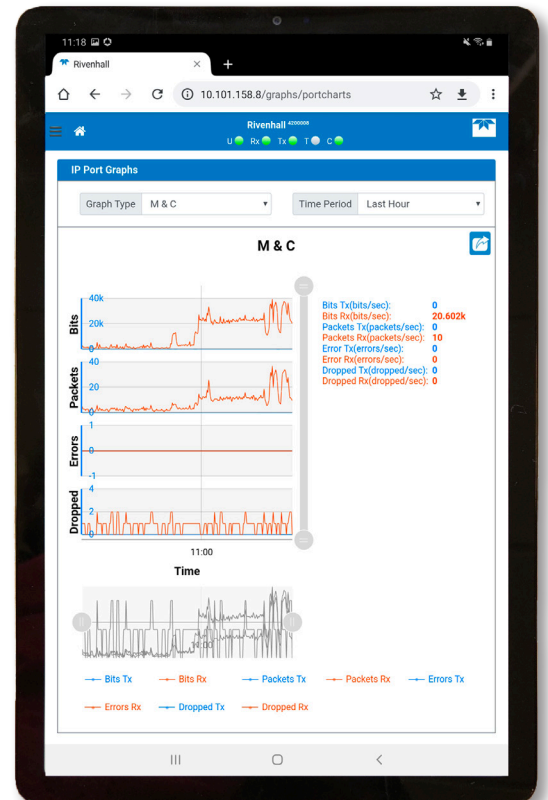 11:18
Rivenhall
10.101.158.8/graphs/portcharts
Rivenhall 4200008
U Rx Tx T C
IP Port Graphs
Graph Type M & C Time Period Last Hour
M & C
Bits
40k
20k
0
Packets
40
20
0
Errors
1
0
-1
Dropped
4
2
0
11:00
Time
Bits Tx(bits/sec): 0
Bits Rx(bits/sec): 20.602k
Packets Tx(packets/sec): 0
Packets Rx(packets/sec): 10
Error Tx(errors/sec): 0
Error Rx(errors/sec): 0
Dropped Tx(dropped/sec): 0
Dropped Rx(dropped/sec): 0
11:00
Bits Tx Bits Rx Packets Tx Packets Rx Errors Tx
Errors Rx Dropped Tx Dropped Rx